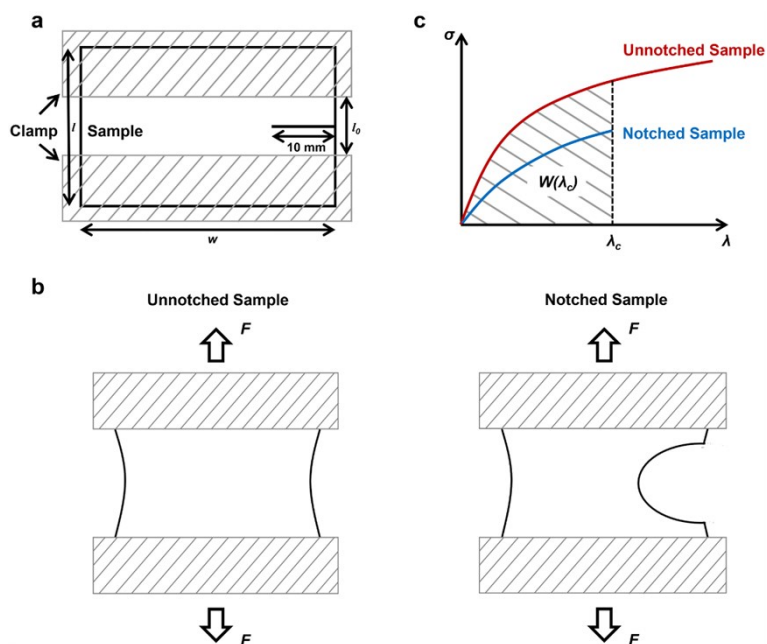 a
Clamp
l
Sample
l₀
10 mm
w
c
σ
Unnotched Sample
Notched Sample
W(λc)
λc
λ
b
Unnotched Sample
Notched Sample
F
F
F
F